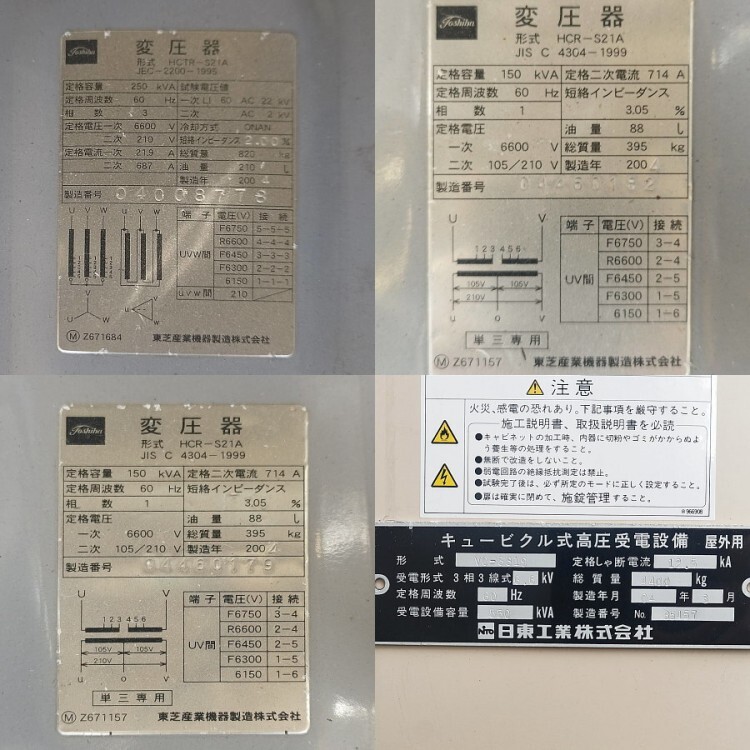 Toshiba
変圧器
形式 HCTR-S21A
JEC-2200-1995
定格容量 250 kVA 試験電圧値
定格周波数 60 Hz 一次 LI 60 AC 22 kV
相数 3 二次 AC 2 kV
定格電圧一次 6600 V 冷却方式 ONAN
二次 210 V 短絡インピーダンス %
定格電流一次 21.9 A 総質量 820 kg
二次 687 A 油量 210 L
製造年 2004
製造番号
U V W u v w
端子 電圧(V) 接続
F6750 5-5-5
R6600 4-4-4
UVW間 F6450 3-3-3
F6300 2-2-2
6150 1-1-1
uvw間 210
U v
W V w u
M Z671684 東芝産業機器製造株式会社
Toshiba
変圧器
形式 HCR-S21A
JIS C 4304-1999
定格容量 150 kVA 定格二次電流 714 A
定格周波数 60 Hz 短絡インピーダンス
相数 1 3.05 %
定格電圧 油量 88 L
一次 6600 V 総質量 395 kg
二次 105/210 V 製造年 2004
製造番号
U V
1 2 3 4 5 6
105V 105V
210V
u o v
端子 電圧(V) 接続
F6750 3-4
R6600 2-4
UV間 F6450 2-5
F6300 1-5
6150 1-6
単三専用
M Z671157 東芝産業機器製造株式会社
Toshiba
変圧器
形式 HCR-S21A
JIS C 4304-1999
定格容量 150 kVA 定格二次電流 714 A
定格周波数 60 Hz 短絡インピーダンス
相数 1 3.05 %
定格電圧 油量 88 L
一次 6600 V 総質量 395 kg
二次 105/210 V 製造年 2004
製造番号 04450179
U V
1 2 3 4 5 6
105V 105V
210V
u o v
端子 電圧(V) 接続
F6750 3-4
R6600 2-4
UV間 F6450 2-5
F6300 1-5
6150 1-6
単三専用
M Z671157 東芝産業機器製造株式会社
注意
火災、感電の恐れあり。下記事項を厳守すること。
施工説明書、取扱説明書を必読
●キャビネットの加工時、内器に切粉やゴミがかからぬよう養生等の処理をすること。
●無断で改造をしないこと。
●弱電回路の絶縁抵抗測定は禁止。
●試験完了後は、必ず所定のモードに正しく設定すること。
●扉は確実に閉めて、施錠管理すること。
キュービクル式高圧受電設備 屋外用
形式 定格しゃ断電流 kA
受電形式 3相3線式 kV 総質量 kg
定格周波数 Hz 製造年月 年 月
受電設備容量 kVA 製造番号 No.
NITO 日東工業株式会社